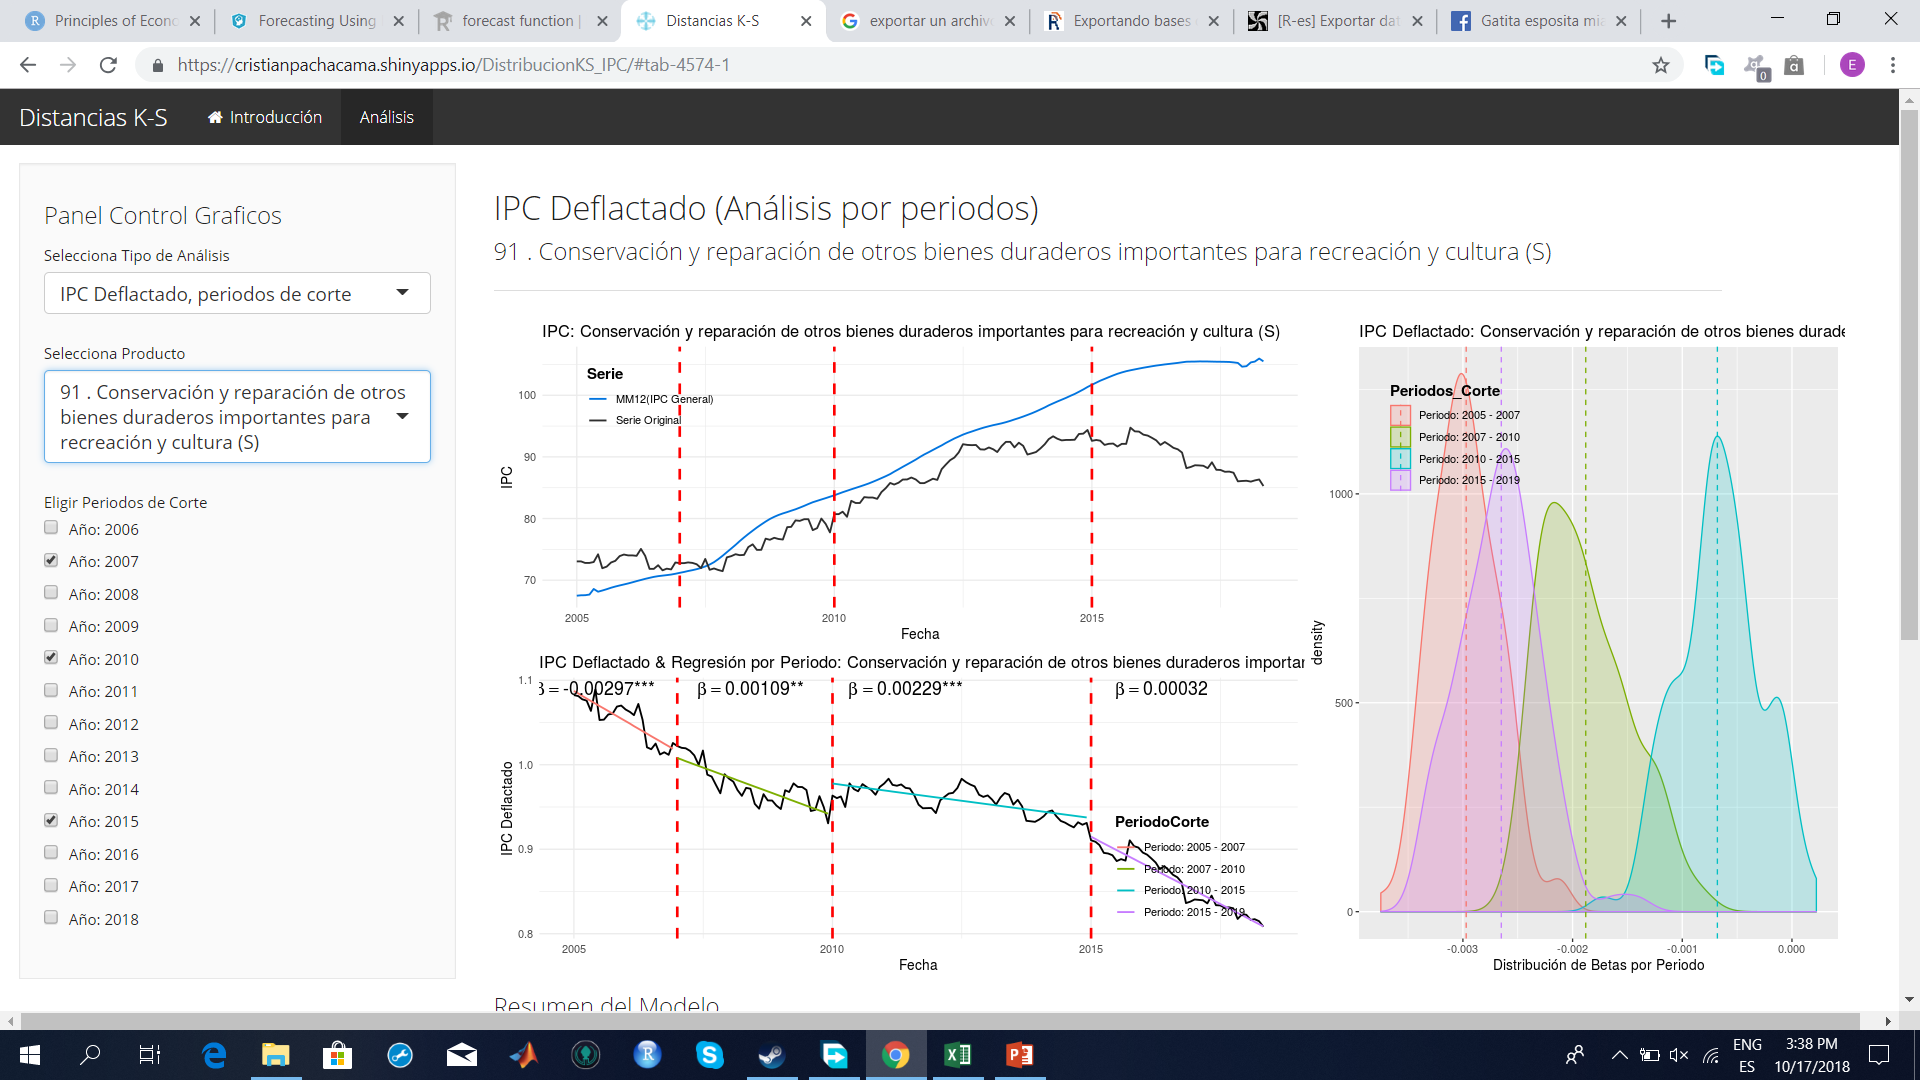 Principles of Econo
Forecasting Using
forecast function |
Distancias K-S
exportar un archivo
Exportando bases
[R-es] Exportar dat
Gatita esposita mia
https://cristianpachacama.shinyapps.io/DistribucionKS_IPC/#tab-4574-1
0
E
Distancias K-S
Introducción
Análisis
Panel Control Graficos
Selecciona Tipo de Análisis
IPC Deflactado, periodos de corte
Selecciona Producto
91 . Conservación y reparación de otros
bienes duraderos importantes para
recreación y cultura (S)
Eligir Periodos de Corte
Año: 2006
Año: 2007
Año: 2008
Año: 2009
Año: 2010
Año: 2011
Año: 2012
Año: 2013
Año: 2014
Año: 2015
Año: 2016
Año: 2017
Año: 2018
IPC Deflactado (Análisis por periodos)
91 . Conservación y reparación de otros bienes duraderos importantes para recreación y cultura (S)
IPC: Conservación y reparación de otros bienes duraderos importantes para recreación y cultura (S)
Serie
MM12(IPC General)
Serie Original
IPC
100
90
80
70
2005
2010
2015
Fecha
IPC Deflactado & Regresión por Periodo: Conservación y reparación de otros bienes duraderos importar
β = -0.00297***
β = 0.00109**
β = 0.00229***
β = 0.00032
IPC Deflactado
1.1
1.0
0.9
0.8
PeriodoCorte
Periodo: 2005 - 2007
Periodo: 2007 - 2010
Periodo: 2010 - 2015
Periodo: 2015 - 2019
2005
2010
2015
Fecha
IPC Deflactado: Conservación y reparación de otros bienes durade
Periodos_Corte
Periodo: 2005 - 2007
Periodo: 2007 - 2010
Periodo: 2010 - 2015
Periodo: 2015 - 2019
density
1000
500
0
-0.003
-0.002
-0.001
0.000
Distribución de Betas por Periodo
Resumen del Modelo
ENG
ES
3:38 PM
10/17/2018